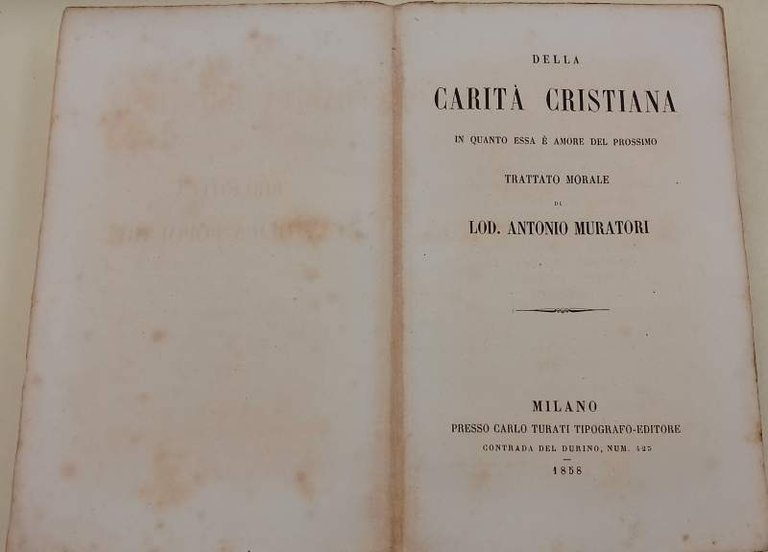 DELLA
CARITÀ CRISTIANA
IN QUANTO ESSA È AMORE DEL PROSSIMO
TRATTATO MORALE
DI
LOD. ANTONIO MURATORI
MILANO
PRESSO CARLO TURATI TIPOGRAFO-EDITORE
CONTRADA DEL DURINO, NUM. 425
1858